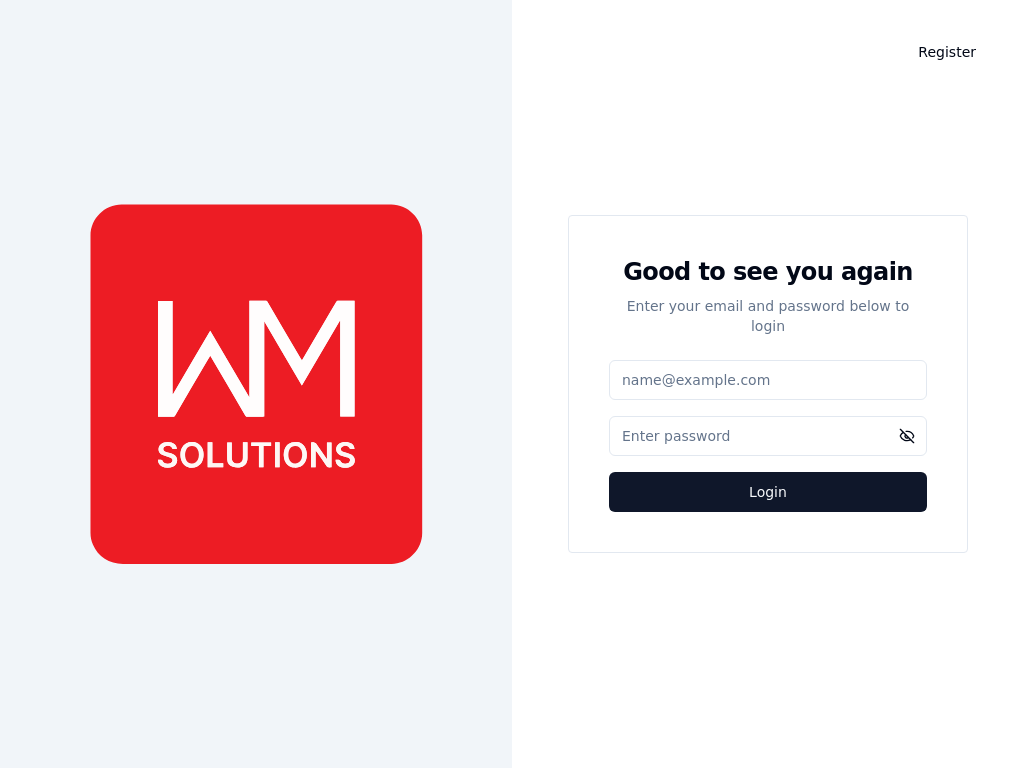 Register
WM
SOLUTIONS
Good to see you again
Enter your email and password below to
login
name@example.com
Enter password
Login